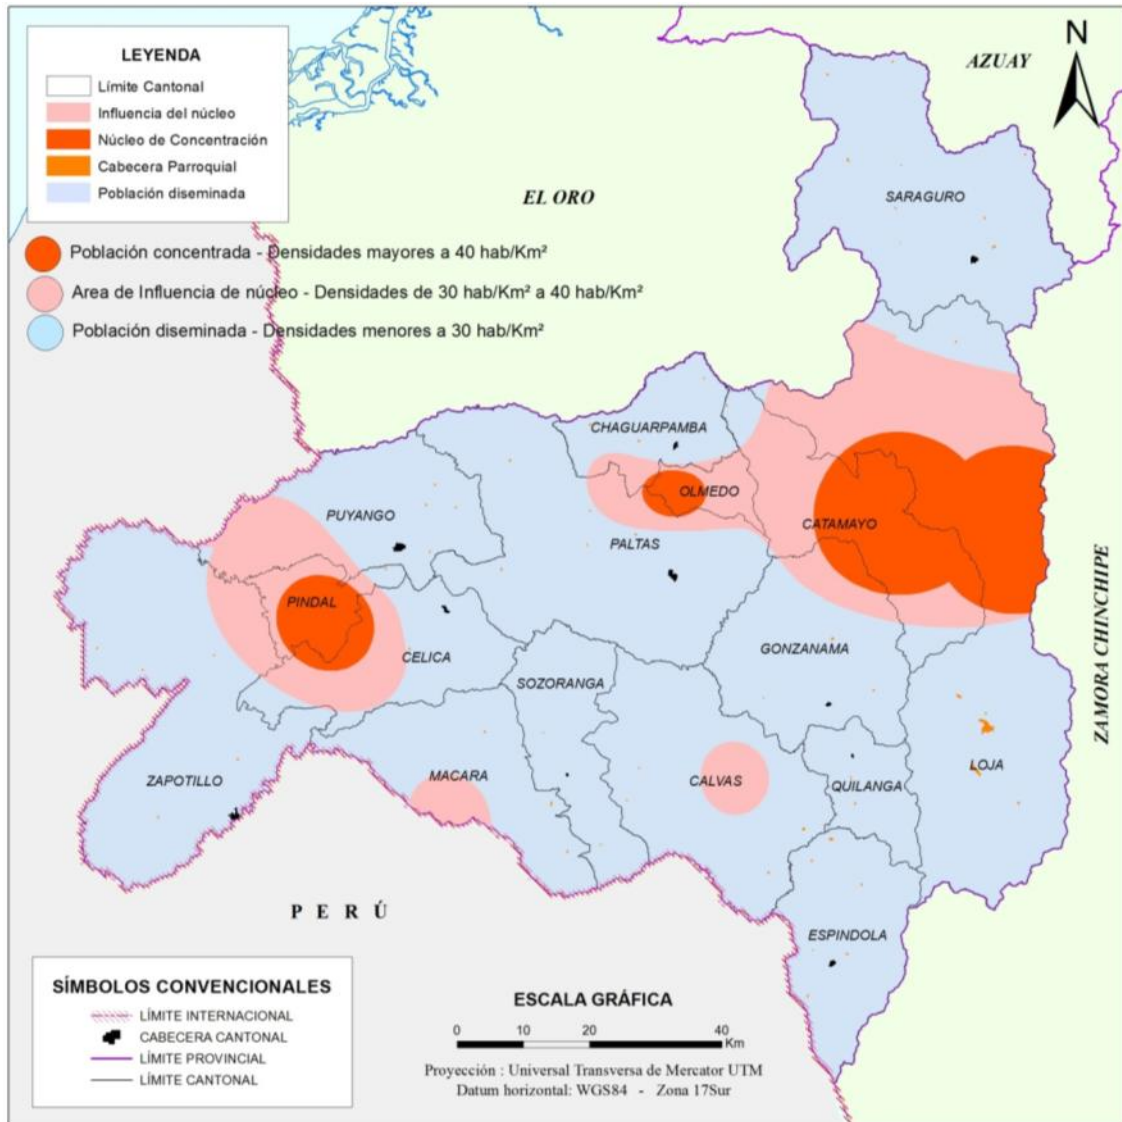 LEYENDA
Límite Cantonal
Influencia del núcleo
Núcleo de Concentración
Cabecera Parroquial
Población diseminada
Población concentrada - Densidades mayores a 40 hab/Km²
Area de Influencia de núcleo - Densidades de 30 hab/Km² a 40 hab/Km²
Población diseminada - Densidades menores a 30 hab/Km²
N
AZUAY
EL ORO
SARAGURO
CHAGUARPAMBA
OLMEDO
CATAMAYO
PUYANGO
PALTAS
PINDAL
CELICA
SOZORANGA
GONZANAMA
ZAMORA CHINCHIPE
ZAPOTILLO
MACARA
CALVAS
QUILANGA
LOJA
PERÚ
ESPINDOLA
SÍMBOLOS CONVENCIONALES
LÍMITE INTERNACIONAL
CABECERA CANTONAL
LÍMITE PROVINCIAL
LÍMITE CANTONAL
ESCALA GRÁFICA
0 10 20 40
Km
Proyección : Universal Transversa de Mercator UTM
Datum horizontal: WGS84 - Zona 17Sur